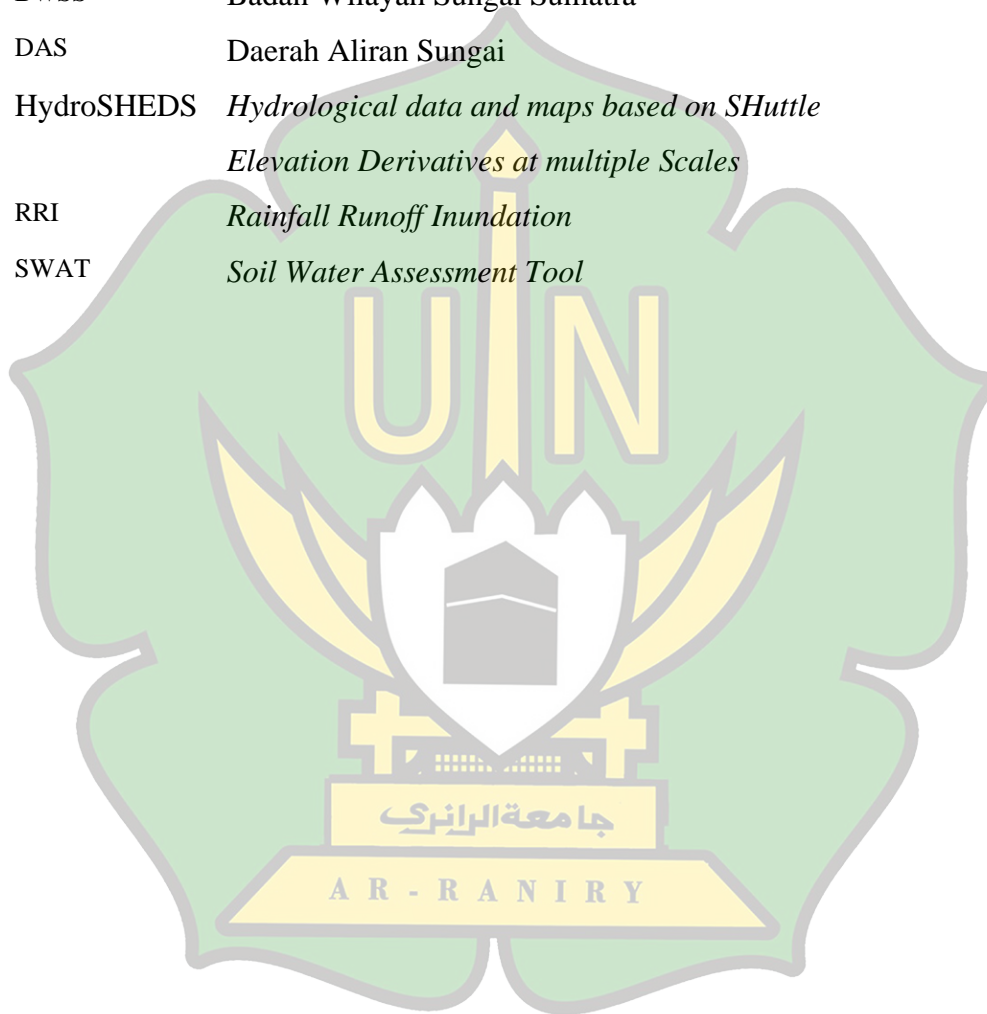 Badan Wilayah Sungai Sumatra
DAS Daerah Aliran Sungai
HydroSHEDS Hydrological data and maps based on SHuttle
Elevation Derivatives at multiple Scales
RRI Rainfall Runoff Inundation
SWAT Soil Water Assessment Tool
UIN
جامعة الرانري
AR - RANIRY